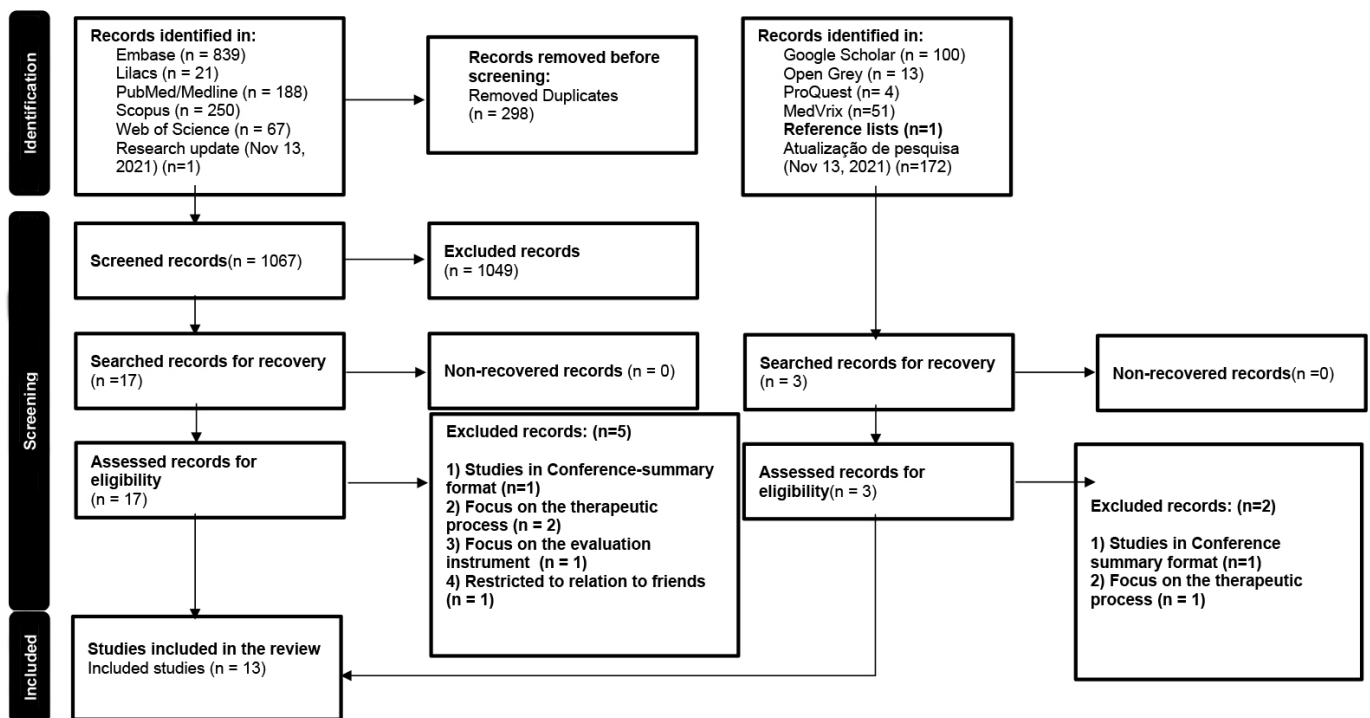 Identification
Records identified in:
Embase (n = 839)
Lilacs (n = 21)
PubMed/Medline (n = 188)
Scopus (n = 250)
Web of Science (n = 67)
Research update (Nov 13,
2021) (n=1)
Records removed before
screening:
Removed Duplicates
(n = 298)
Records identified in:
Google Scholar (n = 100)
Open Grey (n = 13)
ProQuest (n= 4)
MedVrix (n=51)
Reference lists (n=1)
Atualização de pesquisa
(Nov 13, 2021) (n=172)
Screening
Screened records(n = 1067)
Excluded records
(n = 1049)
Searched records for recovery
(n =17)
Non-recovered records (n = 0)
Searched records for recovery
(n = 3)
Non-recovered records(n =0)
Assessed records for
eligibility
(n = 17)
Excluded records: (n=5)
1) Studies in Conference-summary
format (n=1)
2) Focus on the therapeutic
process (n = 2)
3) Focus on the evaluation
instrument (n = 1)
4) Restricted to relation to friends
(n = 1)
Assessed records for
eligibility(n = 3)
Excluded records: (n=2)
1) Studies in Conference
summary format (n=1)
2) Focus on the therapeutic
process (n = 1)
Included
Studies included in the review
Included studies (n = 13)